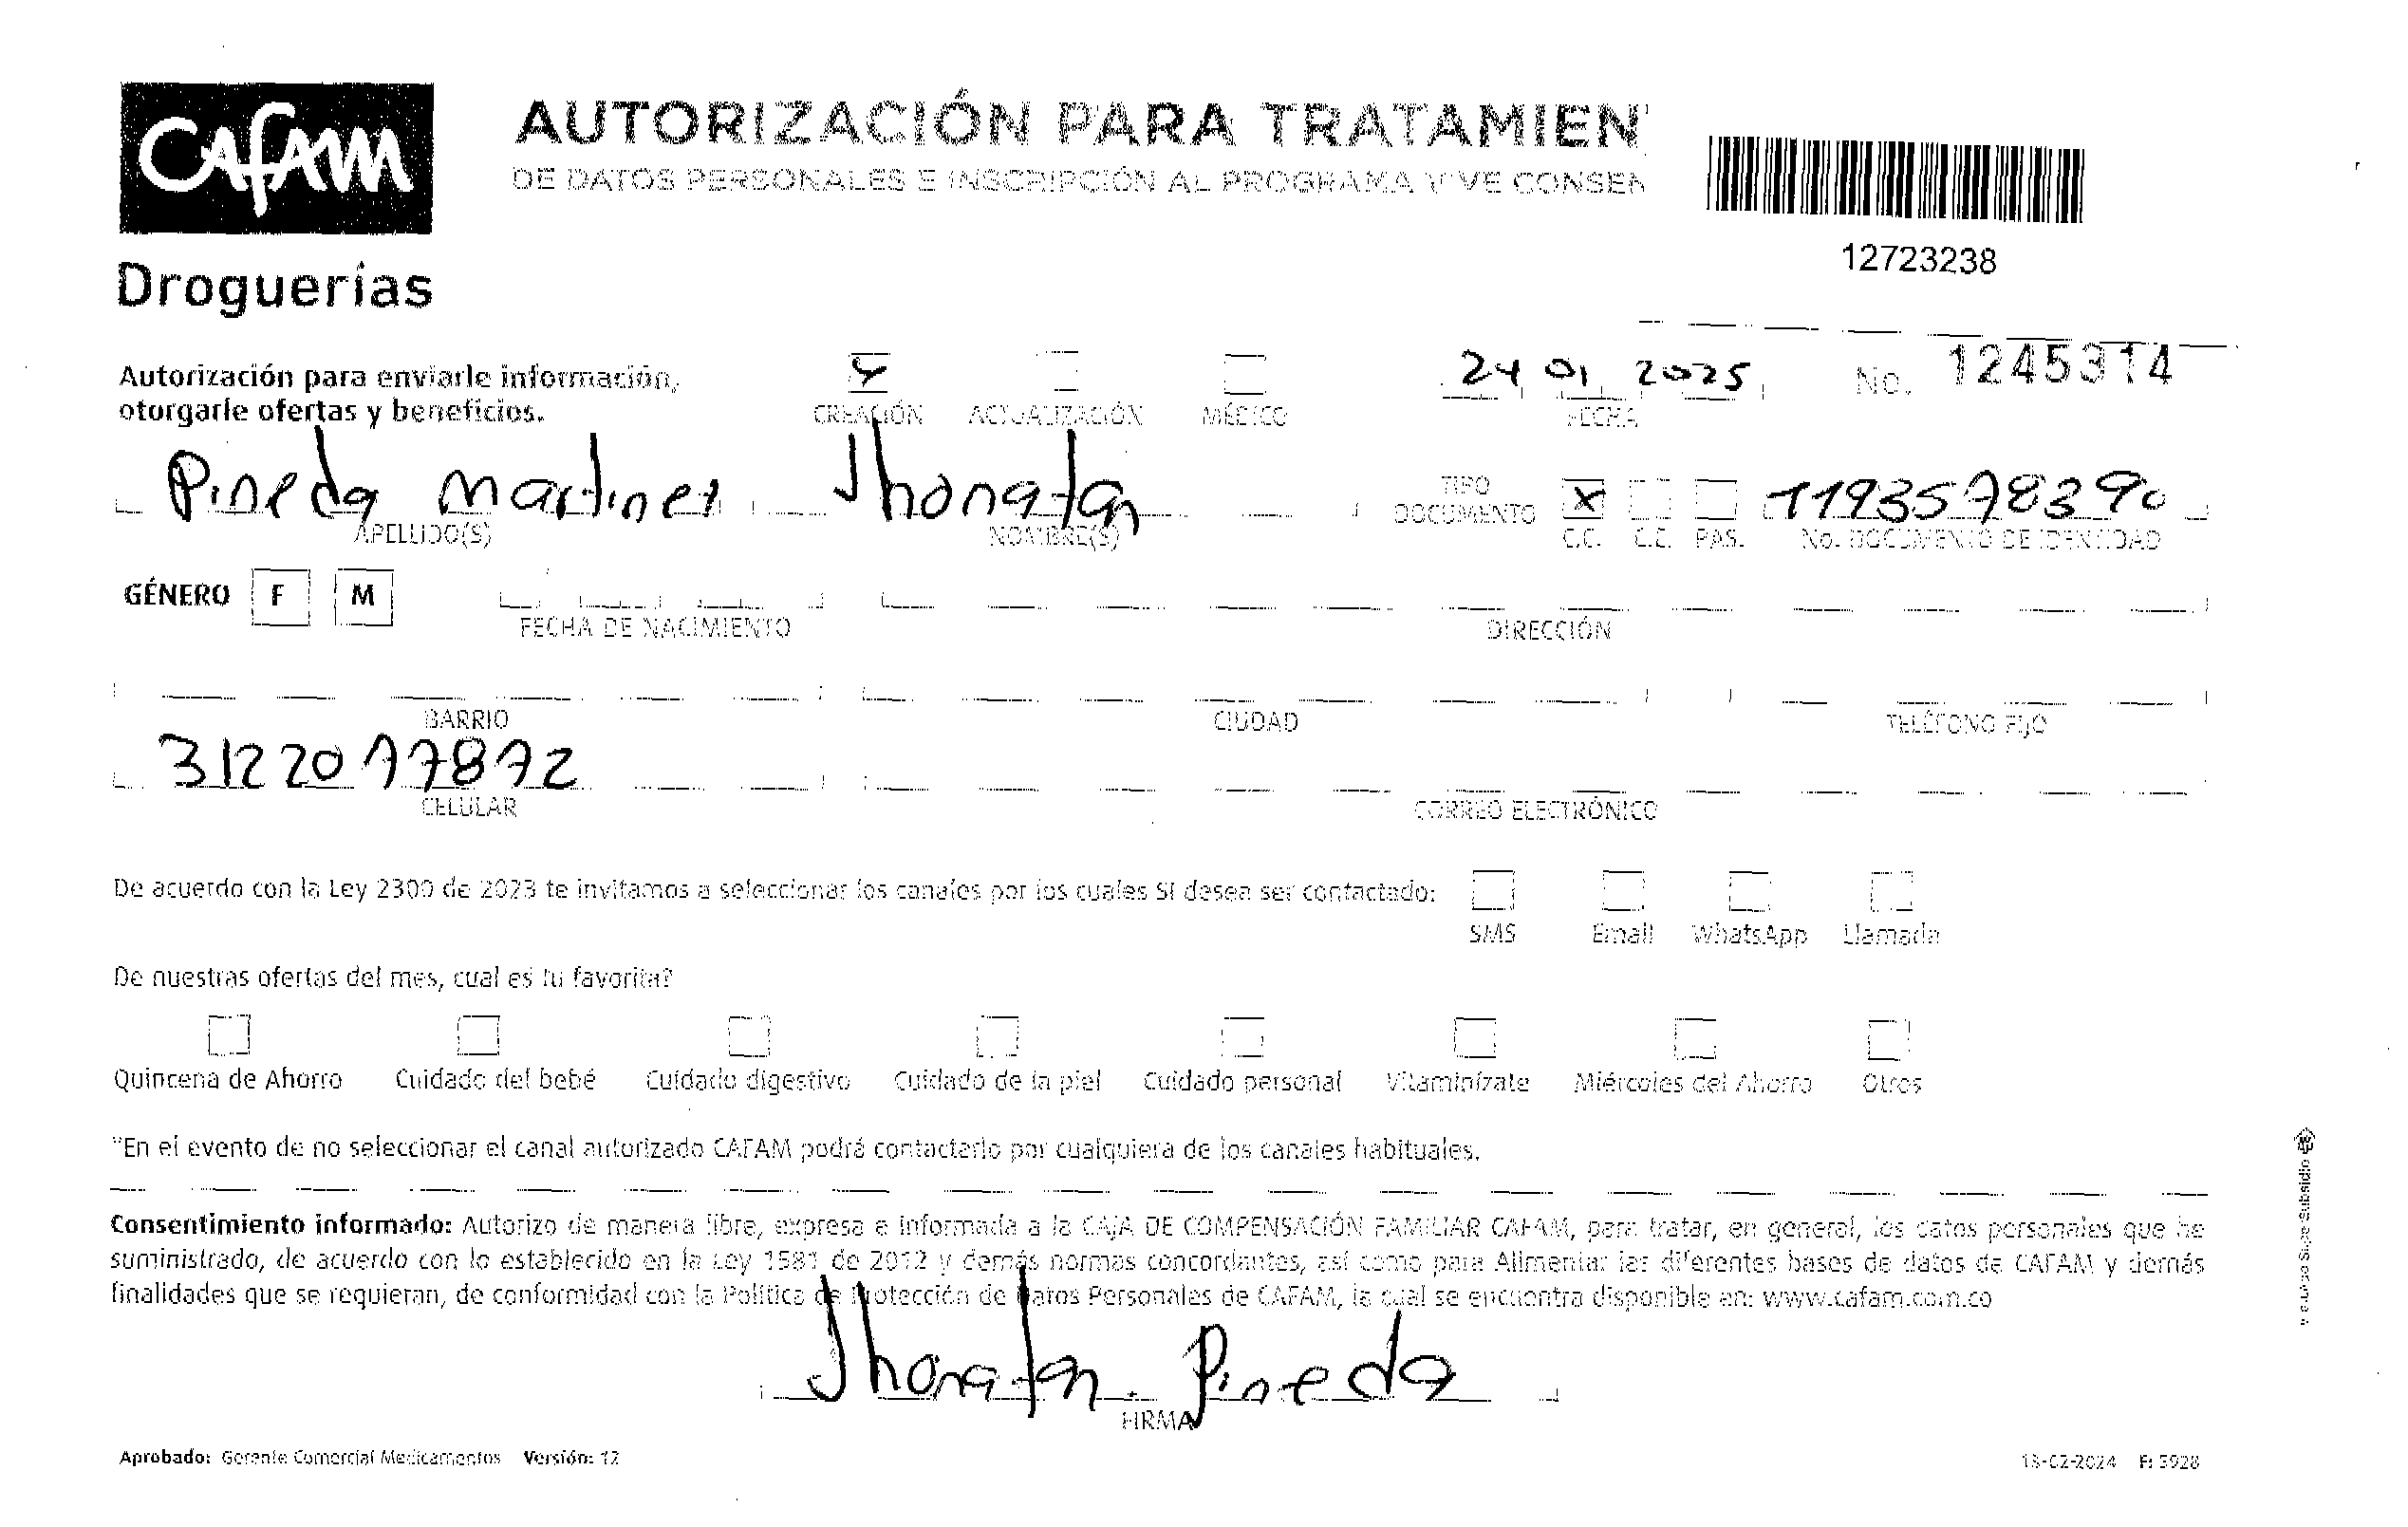 CAFAM
Droguerías
AUTORIZACIÓN PARA TRATAMIEN
DE DATOS PERSONALES E INSCRIPCIÓN AL PROGRAMA VIVE CONSEN
12723238
Autorización para enviarle información,
otorgarle ofertas y beneficios.
X CREACIÓN ACTUALIZACIÓN MÉDICO
24 01 2025
FECHA
No. 1245314
Pineda Martinez Jhonatan
APELLIDO(S) NOMBRE(S)
TIPO DOCUMENTO X C.C. C.E. PAS.
1193578390
No. DOCUMENTO DE IDENTIDAD
GÉNERO F M
FECHA DE NACIMIENTO DIRECCIÓN
BARRIO CIUDAD TELÉFONO FIJO
3122077872
CELULAR CORREO ELECTRÓNICO
De acuerdo con la Ley 2300 de 2023 te invitamos a seleccionar los canales por los cuales SI desea ser contactado:
SMS Email WhatsApp Llamada
De nuestras ofertas del mes, cual es tu favorita?
Quincena de Ahorro Cuidado del bebé Cuidado digestivo Cuidado de la piel Cuidado personal Vitaminízate Miércoles del Ahorro Otros
"En el evento de no seleccionar el canal autorizado CAFAM podrá contactarlo por cualquiera de los canales habituales.
Consentimiento informado: Autorizo de manera libre, expresa e informada a la CAJA DE COMPENSACIÓN FAMILIAR CAFAM, para tratar, en general, los datos personales que he
suministrado, de acuerdo con lo establecido en la Ley 1581 de 2012 y demás normas concordantes, así como para Alimentar las diferentes bases de datos de CAFAM y demás
finalidades que se requieran, de conformidad con la Política de Protección de Datos Personales de CAFAM, la cual se encuentra disponible en: www.cafam.com.co
Jhonatan Pineda
FIRMA
Aprobado: Gerente Comercial Medicamentos Versión: 12
18-02-2024 F: 5928